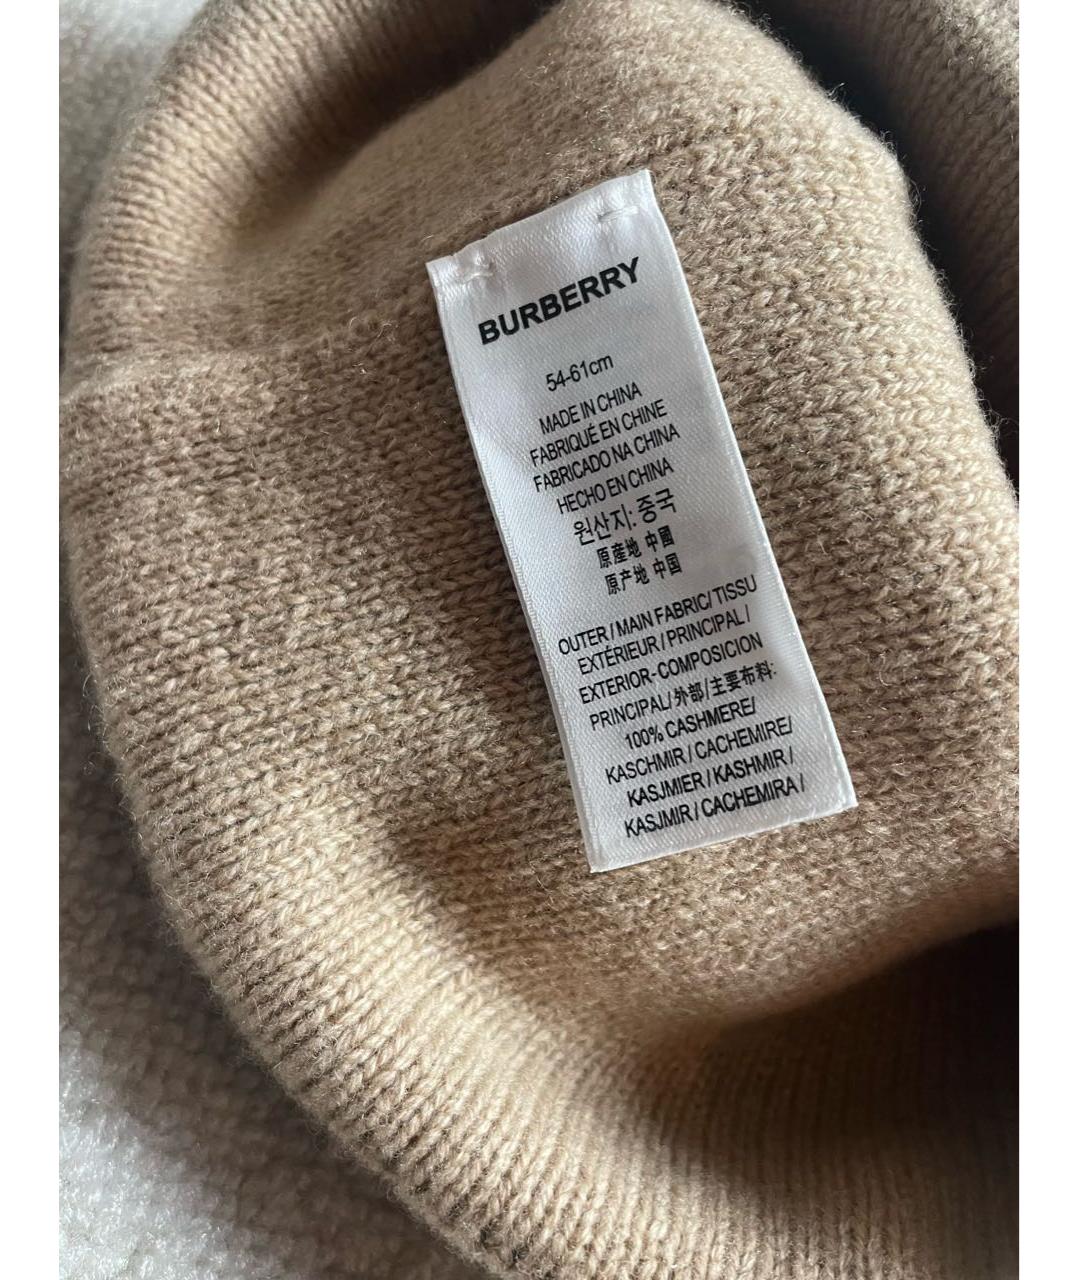 BURBERRY
54-61cm
MADE IN CHINA
FABRIQUÉ EN CHINE
FABRICADO NA CHINA
HECHO EN CHINA
원산지: 중국
原產地 中國
原产地 中国
OUTER / MAIN FABRIC/ TISSU
EXTÉRIEUR / PRINCIPAL /
EXTERIOR-COMPOSICION
PRINCIPAL/ 外部/主要布料:
100% CASHMERE/
KASCHMIR / CACHEMIRE/
KASJMIER / KASHMIR /
KASJMIR / CACHEMIRA /